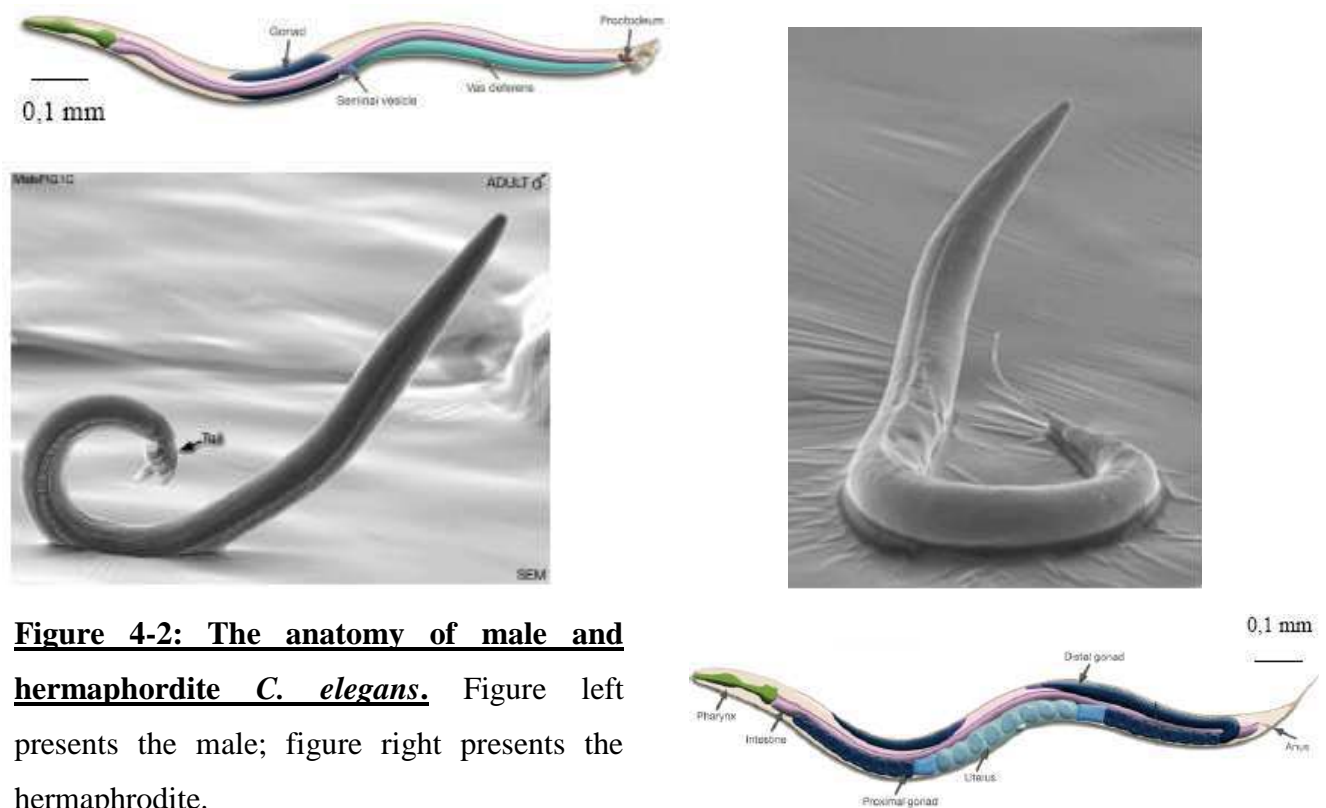 Gonad
Proctodeum
Seminal vesicle
Vas deferens
0,1 mm
ADULT ♂
Tail
SEM
Figure 4-2: The anatomy of male and
hermaphordite C. elegans. Figure left
presents the male; figure right presents the
hermaphrodite.
0,1 mm
Distal gonad
Pharynx
Intestine
Uterus
Anus
Proximal gonad